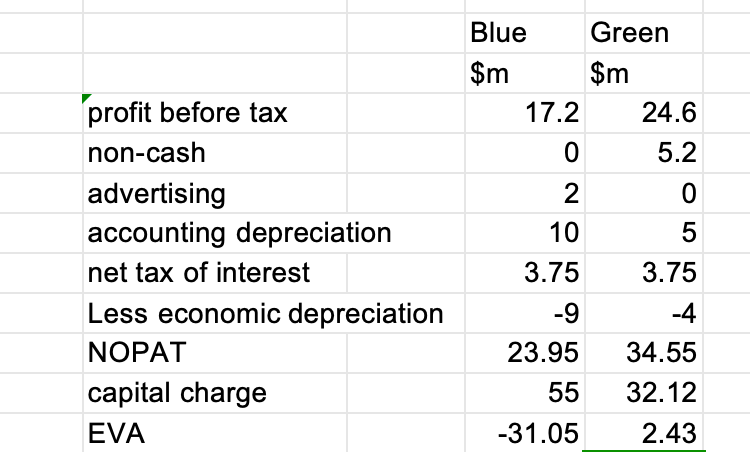 Blue Green
$m $m
profit before tax 17.2 24.6
non-cash 0 5.2
advertising 2 0
accounting depreciation 10 5
net tax of interest 3.75 3.75
Less economic depreciation -9 -4
NOPAT 23.95 34.55
capital charge 55 32.12
EVA -31.05 2.43